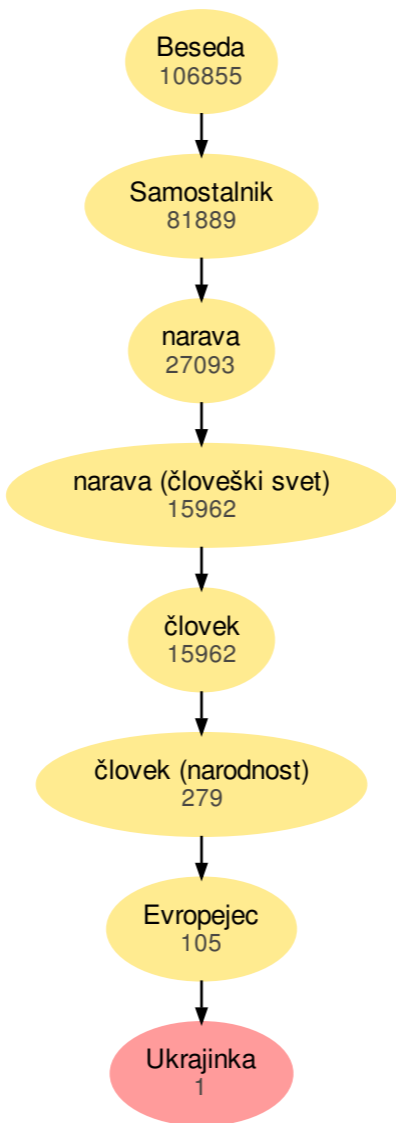 Beseda
106855
Samostalnik
81889
narava
27093
narava (človeški svet)
15962
človek
15962
človek (narodnost)
279
Evropejec
105
Ukrajinka
1